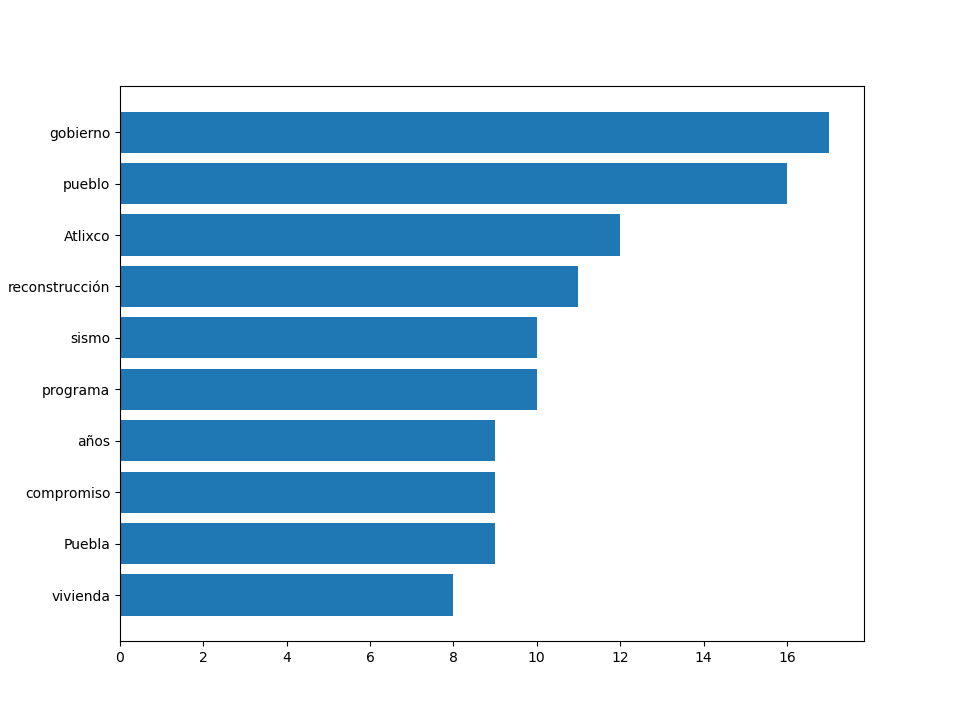 gobierno
pueblo
Atlixco
reconstrucción
sismo
programa
años
compromiso
Puebla
vivienda
0 2 4 6 8 10 12 14 16